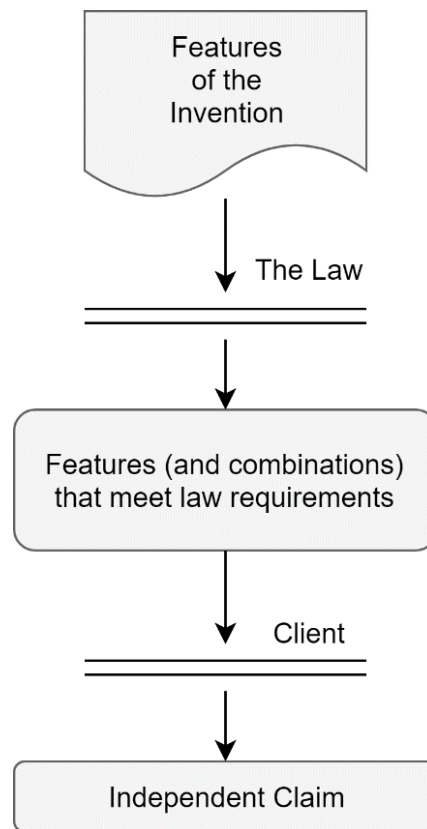 Features
of the
Invention
The Law
Features (and combinations)
that meet law requirements
Client
Independent Claim